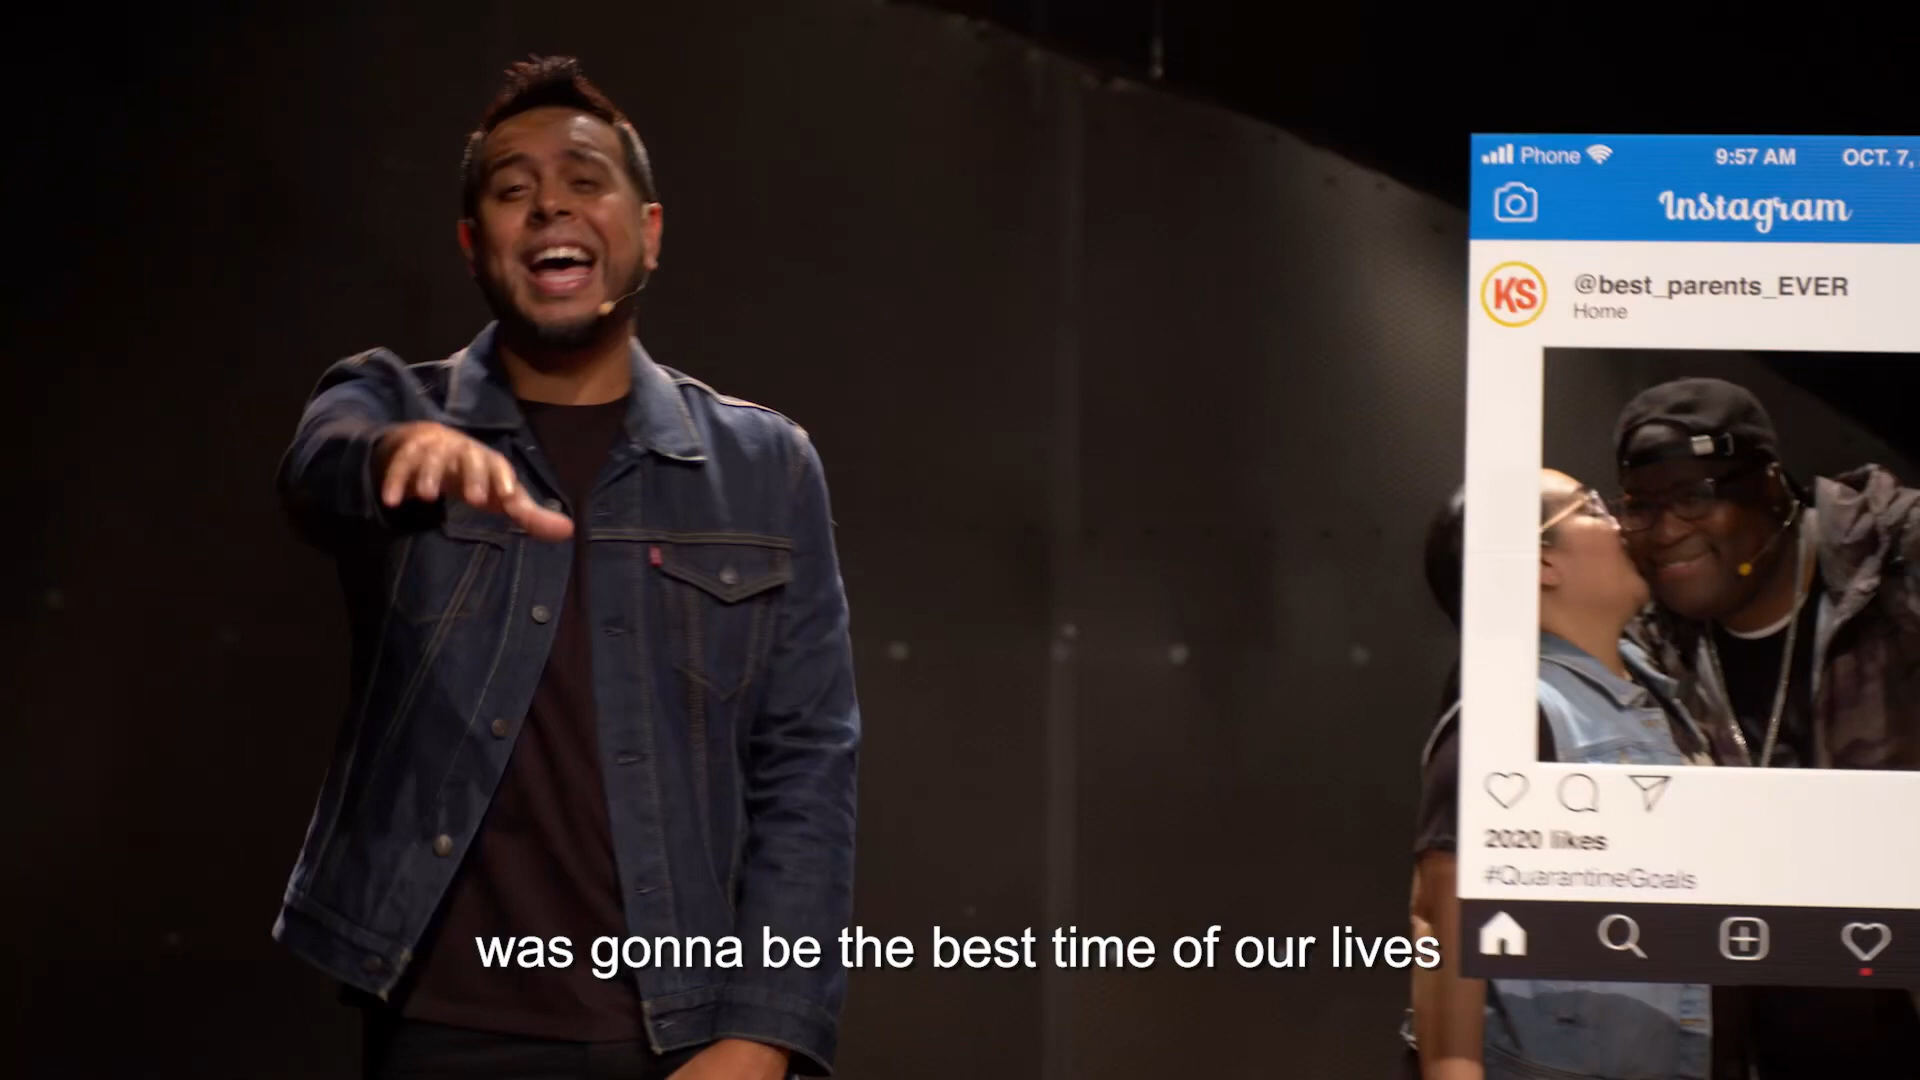 Phone 9:57 AM OCT. 7,
Instagram
KS
@best_parents_EVER
Home
2020 likes
#QuarantineGoals
was gonna be the best time of our lives